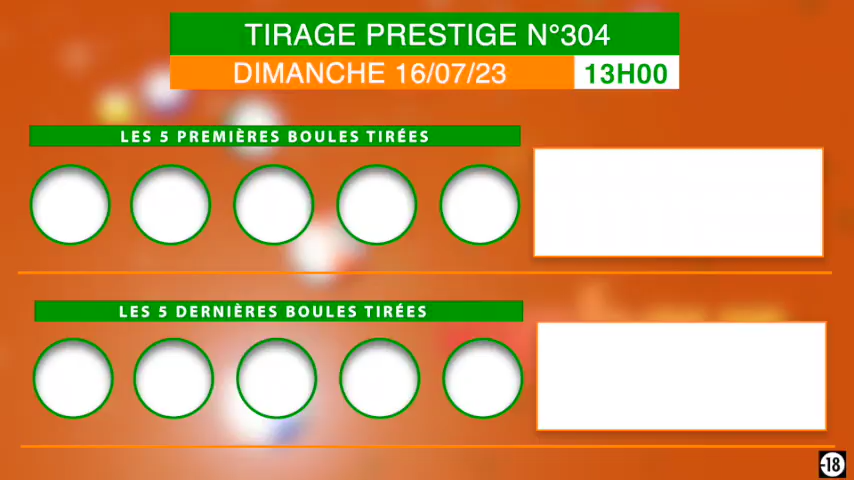 TIRAGE PRESTIGE N°304
DIMANCHE 16/07/23 13H00
LES 5 PREMIÈRES BOULES TIRÉES
LES 5 DERNIÈRES BOULES TIRÉES
-18